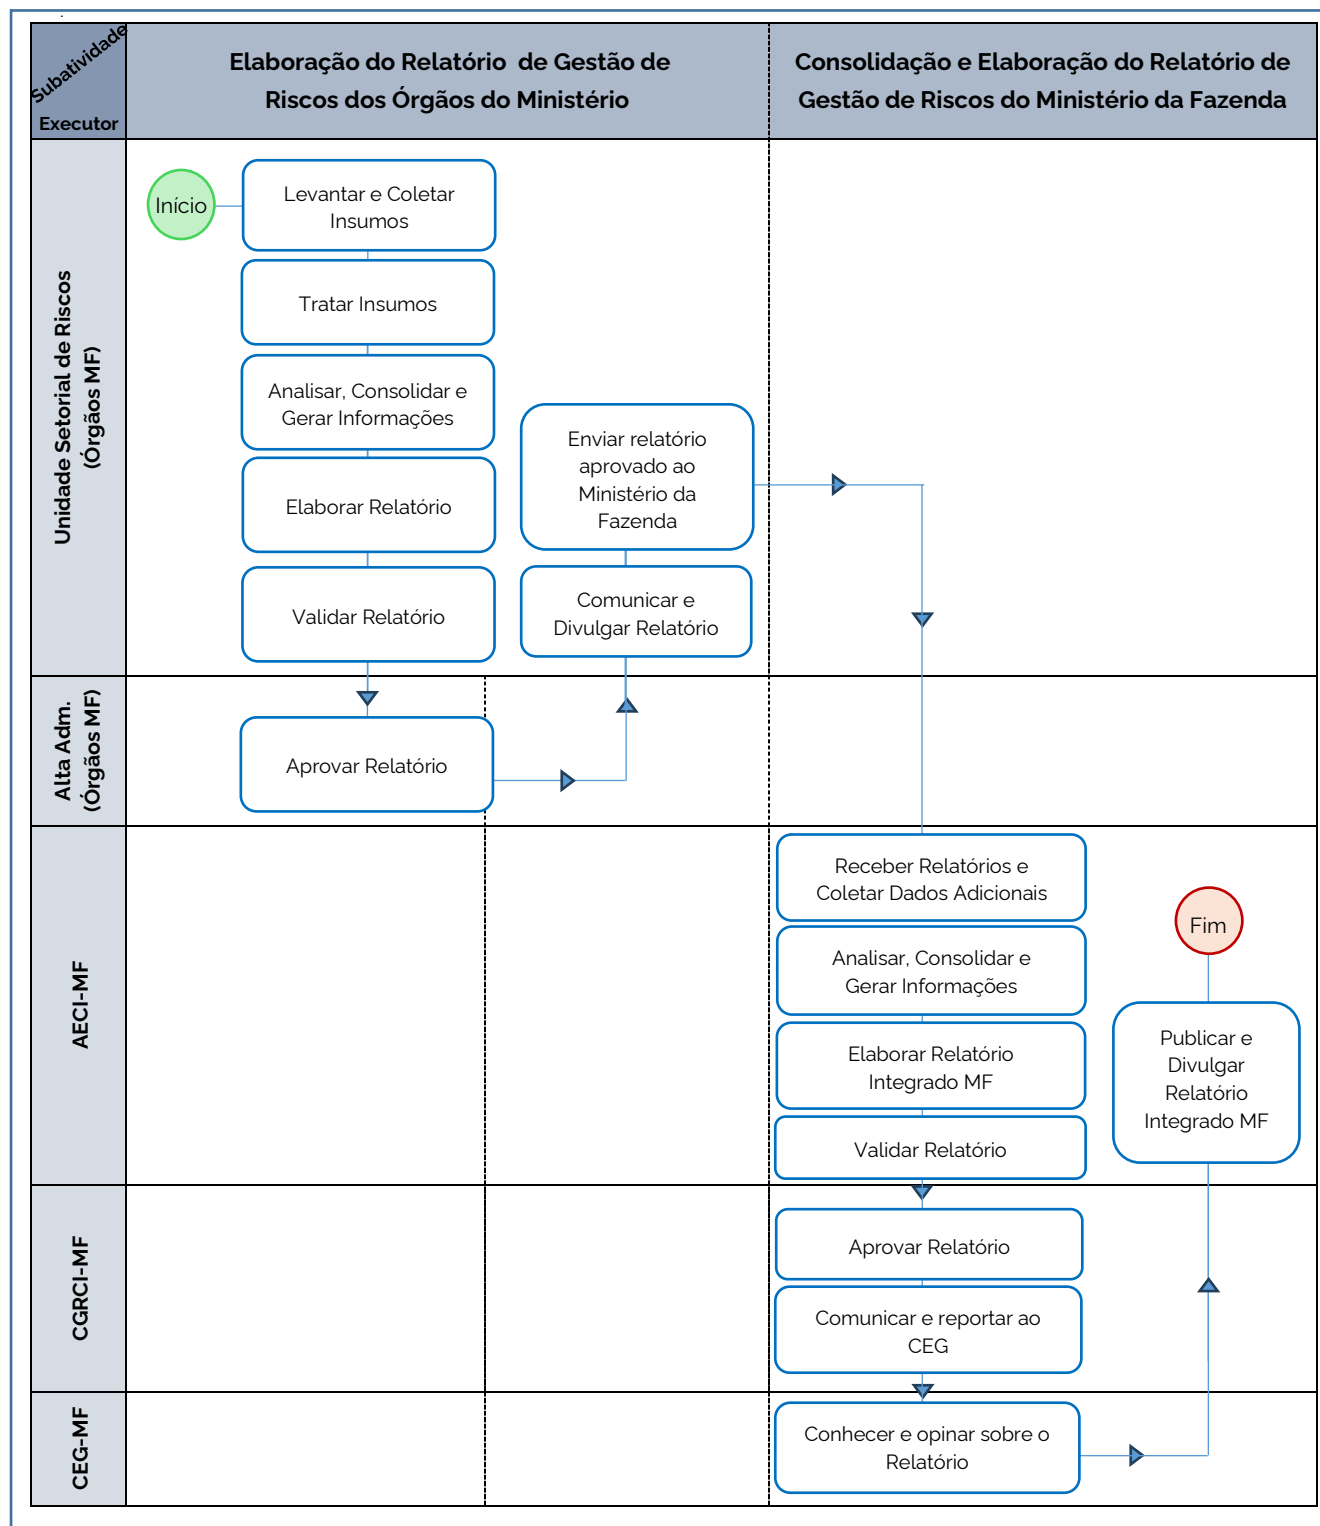 Subatividade
Executor
Elaboração do Relatório de Gestão de
Riscos dos Órgãos do Ministério
Consolidação e Elaboração do Relatório de
Gestão de Riscos do Ministério da Fazenda
Unidade Setorial de Riscos
(Órgãos MF)
Início
Levantar e Coletar
Insumos
Tratar Insumos
Analisar, Consolidar e
Gerar Informações
Elaborar Relatório
Validar Relatório
Enviar relatório
aprovado ao
Ministério da
Fazenda
Comunicar e
Divulgar Relatório
Alta Adm.
(Órgãos MF)
Aprovar Relatório
AECI-MF
Receber Relatórios e
Coletar Dados Adicionais
Analisar, Consolidar e
Gerar Informações
Elaborar Relatório
Integrado MF
Validar Relatório
Fim
Publicar e
Divulgar
Relatório
Integrado MF
CGRCI-MF
Aprovar Relatório
Comunicar e reportar ao
CEG
CEG-MF
Conhecer e opinar sobre o
Relatório